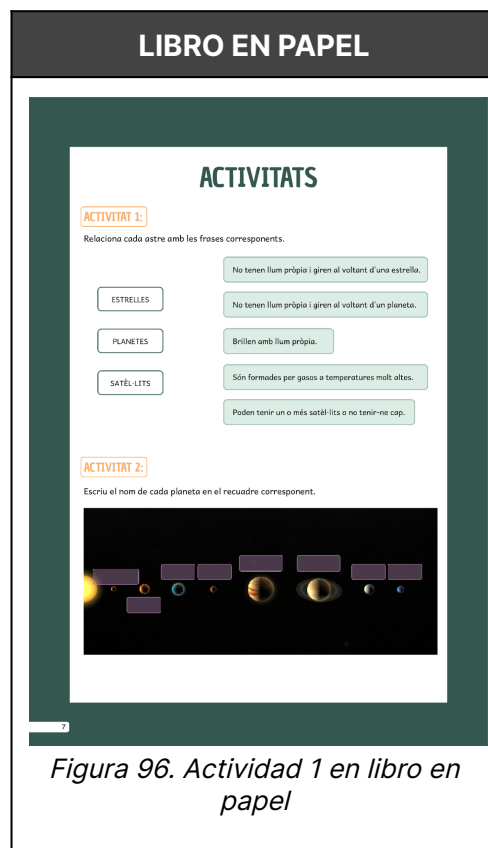 LIBRO EN PAPEL
ACTIVITATS
ACTIVITAT 1:
Relaciona cada astre amb les frases corresponents.
No tenen llum pròpia i giren al voltant d'una estrella.
ESTRELLES
No tenen llum pròpia i giren al voltant d'un planeta.
PLANETES
Brillen amb llum pròpia.
SATÈL·LITS
Són formades per gasos a temperatures molt altes.
Poden tenir un o més satèl·lits o no tenir-ne cap.
ACTIVITAT 2:
Escriu el nom de cada planeta en el recuadre corresponent.
7
Figura 96. Actividad 1 en libro en
papel